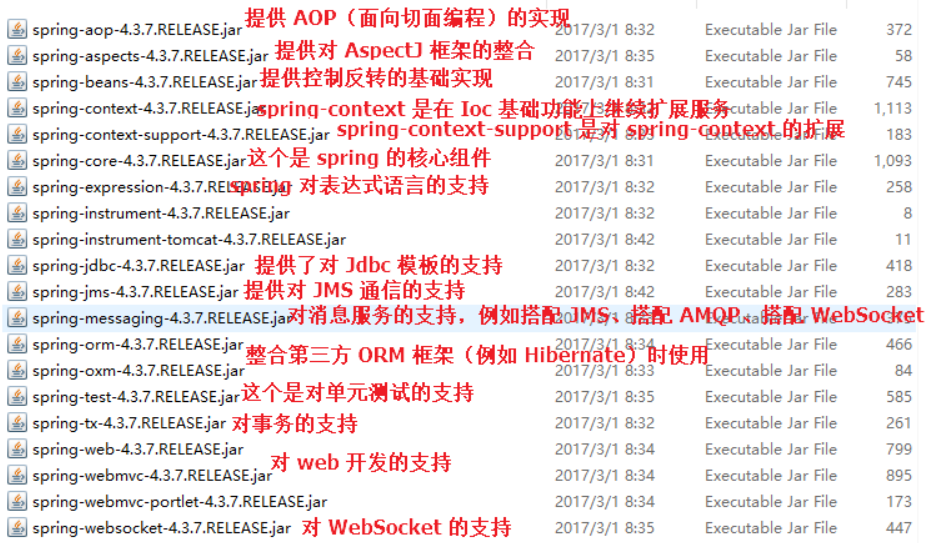 spring-aop-4.3.7.RELEASE.jar 提供 AOP（面向切面编程）的实现 2017/3/1 8:32 Executable Jar File 372
spring-aspects-4.3.7.RELEASE.jar 提供对 AspectJ 框架的整合 2017/3/1 8:35 Executable Jar File 58
spring-beans-4.3.7.RELEASE.jar 提供控制反转的基础实现 2017/3/1 8:31 Executable Jar File 745
spring-context-4.3.7.RELEASE.jar spring-context 是在 Ioc 基础功能上继续扩展服务 Executable Jar File 1,113
spring-context-support-4.3.7.RELEASE.jar spring-context-support 是对 spring-context 的扩展 Executable Jar File 183
spring-core-4.3.7.RELEASE.jar 这个是 spring 的核心组件 2017/3/1 8:31 Executable Jar File 1,093
spring-expression-4.3.7.RELEASE.jar spring 对表达式语言的支持 2017/3/1 8:32 Executable Jar File 258
spring-instrument-4.3.7.RELEASE.jar 2017/3/1 8:32 Executable Jar File 8
spring-instrument-tomcat-4.3.7.RELEASE.jar 2017/3/1 8:42 Executable Jar File 11
spring-jdbc-4.3.7.RELEASE.jar 提供了对 Jdbc 模板的支持 2017/3/1 8:32 Executable Jar File 418
spring-jms-4.3.7.RELEASE.jar 提供对 JMS 通信的支持 2017/3/1 8:42 Executable Jar File 283
spring-messaging-4.3.7.RELEASE.jar 对消息服务的支持，例如搭配 JMS、搭配 AMQP、搭配 WebSocket
spring-orm-4.3.7.RELEASE.jar 2017/3/1 8:34 Executable Jar File 466
整合第三方 ORM 框架（例如 Hibernate）时使用
spring-oxm-4.3.7.RELEASE.jar 2017/3/1 8:33 Executable Jar File 84
spring-test-4.3.7.RELEASE.jar 这个是对单元测试的支持 2017/3/1 8:35 Executable Jar File 585
spring-tx-4.3.7.RELEASE.jar 对事务的支持 2017/3/1 8:32 Executable Jar File 261
spring-web-4.3.7.RELEASE.jar 2017/3/1 8:34 Executable Jar File 799
对 web 开发的支持
spring-webmvc-4.3.7.RELEASE.jar 2017/3/1 8:34 Executable Jar File 895
spring-webmvc-portlet-4.3.7.RELEASE.jar 2017/3/1 8:34 Executable Jar File 173
spring-websocket-4.3.7.RELEASE.jar 对 WebSocket 的支持 2017/3/1 8:35 Executable Jar File 447